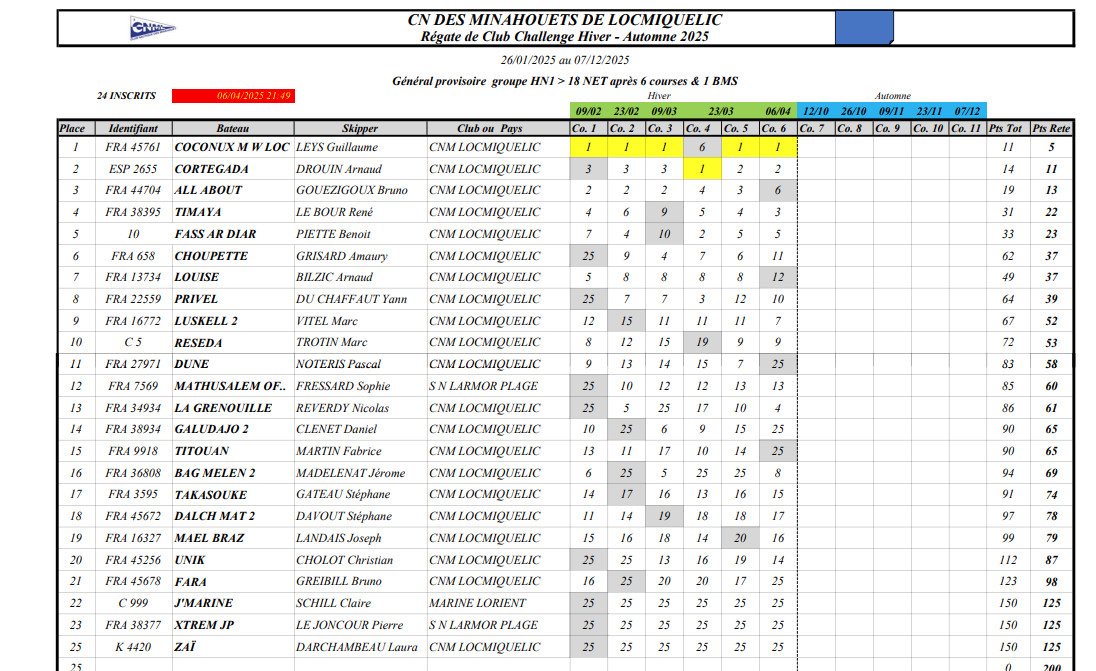 CNML
CN DES MINAHOUETS DE LOCMIQUELIC
Régate de Club Challenge Hiver - Automne 2025
26/01/2025 au 07/12/2025
Général provisoire groupe HN1 > 18 NET après 6 courses & 1 BMS
24 INSCRITS 06/04/2025 21:49 Hiver Automne
09/02 23/02 09/03 23/03 06/04 12/10 26/10 09/11 23/11 07/12
Place Identifiant Bateau Skipper Club ou Pays Co. 1 Co. 2 Co. 3 Co. 4 Co. 5 Co. 6 Co. 7 Co. 8 Co. 9 Co. 10 Co. 11 Pts Tot Pts Rete
1 FRA 45761 COCONUX M W LOC LEYS Guillaume CNM LOCMIQUELIC 1 1 1 6 1 1 11 5
2 ESP 2655 CORTEGADA DROUIN Arnaud CNM LOCMIQUELIC 3 3 3 1 2 2 14 11
3 FRA 44704 ALL ABOUT GOUEZIGOUX Bruno CNM LOCMIQUELIC 2 2 2 4 3 6 19 13
4 FRA 38395 TIMAYA LE BOUR René CNM LOCMIQUELIC 4 6 9 5 4 3 31 22
5 10 FASS AR DIAR PIETTE Benoit CNM LOCMIQUELIC 7 4 10 2 5 5 33 23
6 FRA 658 CHOUPETTE GRISARD Amaury CNM LOCMIQUELIC 25 9 4 7 6 11 62 37
7 FRA 13734 LOUISE BILZIC Arnaud CNM LOCMIQUELIC 5 8 8 8 8 12 49 37
8 FRA 22559 PRIVEL DU CHAFFAUT Yann CNM LOCMIQUELIC 25 7 7 3 12 10 64 39
9 FRA 16772 LUSKELL 2 VITEL Marc CNM LOCMIQUELIC 12 15 11 11 11 7 67 52
10 C 5 RESEDA TROTIN Marc CNM LOCMIQUELIC 8 12 15 19 9 9 72 53
11 FRA 27971 DUNE NOTERIS Pascal CNM LOCMIQUELIC 9 13 14 15 7 25 83 58
12 FRA 7569 MATHUSALEM OF.. FRESSARD Sophie S N LARMOR PLAGE 25 10 12 12 13 13 85 60
13 FRA 34934 LA GRENOUILLE REVERDY Nicolas CNM LOCMIQUELIC 25 5 25 17 10 4 86 61
14 FRA 38934 GALUDAJO 2 CLENET Daniel CNM LOCMIQUELIC 10 25 6 9 15 25 90 65
15 FRA 9918 TITOUAN MARTIN Fabrice CNM LOCMIQUELIC 13 11 17 10 14 25 90 65
16 FRA 36808 BAG MELEN 2 MADELENAT Jérome CNM LOCMIQUELIC 6 25 5 25 25 8 94 69
17 FRA 3595 TAKASOUKE GATEAU Stéphane CNM LOCMIQUELIC 14 17 16 13 16 15 91 74
18 FRA 45672 DALCH MAT 2 DAVOUT Stéphane CNM LOCMIQUELIC 11 14 19 18 18 17 97 78
19 FRA 16327 MAEL BRAZ LANDAIS Joseph CNM LOCMIQUELIC 15 16 18 14 20 16 99 79
20 FRA 45256 UNIK CHOLOT Christian CNM LOCMIQUELIC 25 25 13 16 19 14 112 87
21 FRA 45678 FARA GREIBILL Bruno CNM LOCMIQUELIC 16 25 20 20 17 25 123 98
22 C 999 J'MARINE SCHILL Claire MARINE LORIENT 25 25 25 25 25 25 150 125
23 FRA 38377 XTREM JP LE JONCOUR Pierre S N LARMOR PLAGE 25 25 25 25 25 25 150 125
25 K 4420 ZAÏ DARCHAMBEAU Laura CNM LOCMIQUELIC 25 25 25 25 25 25 150 125
25 0 200